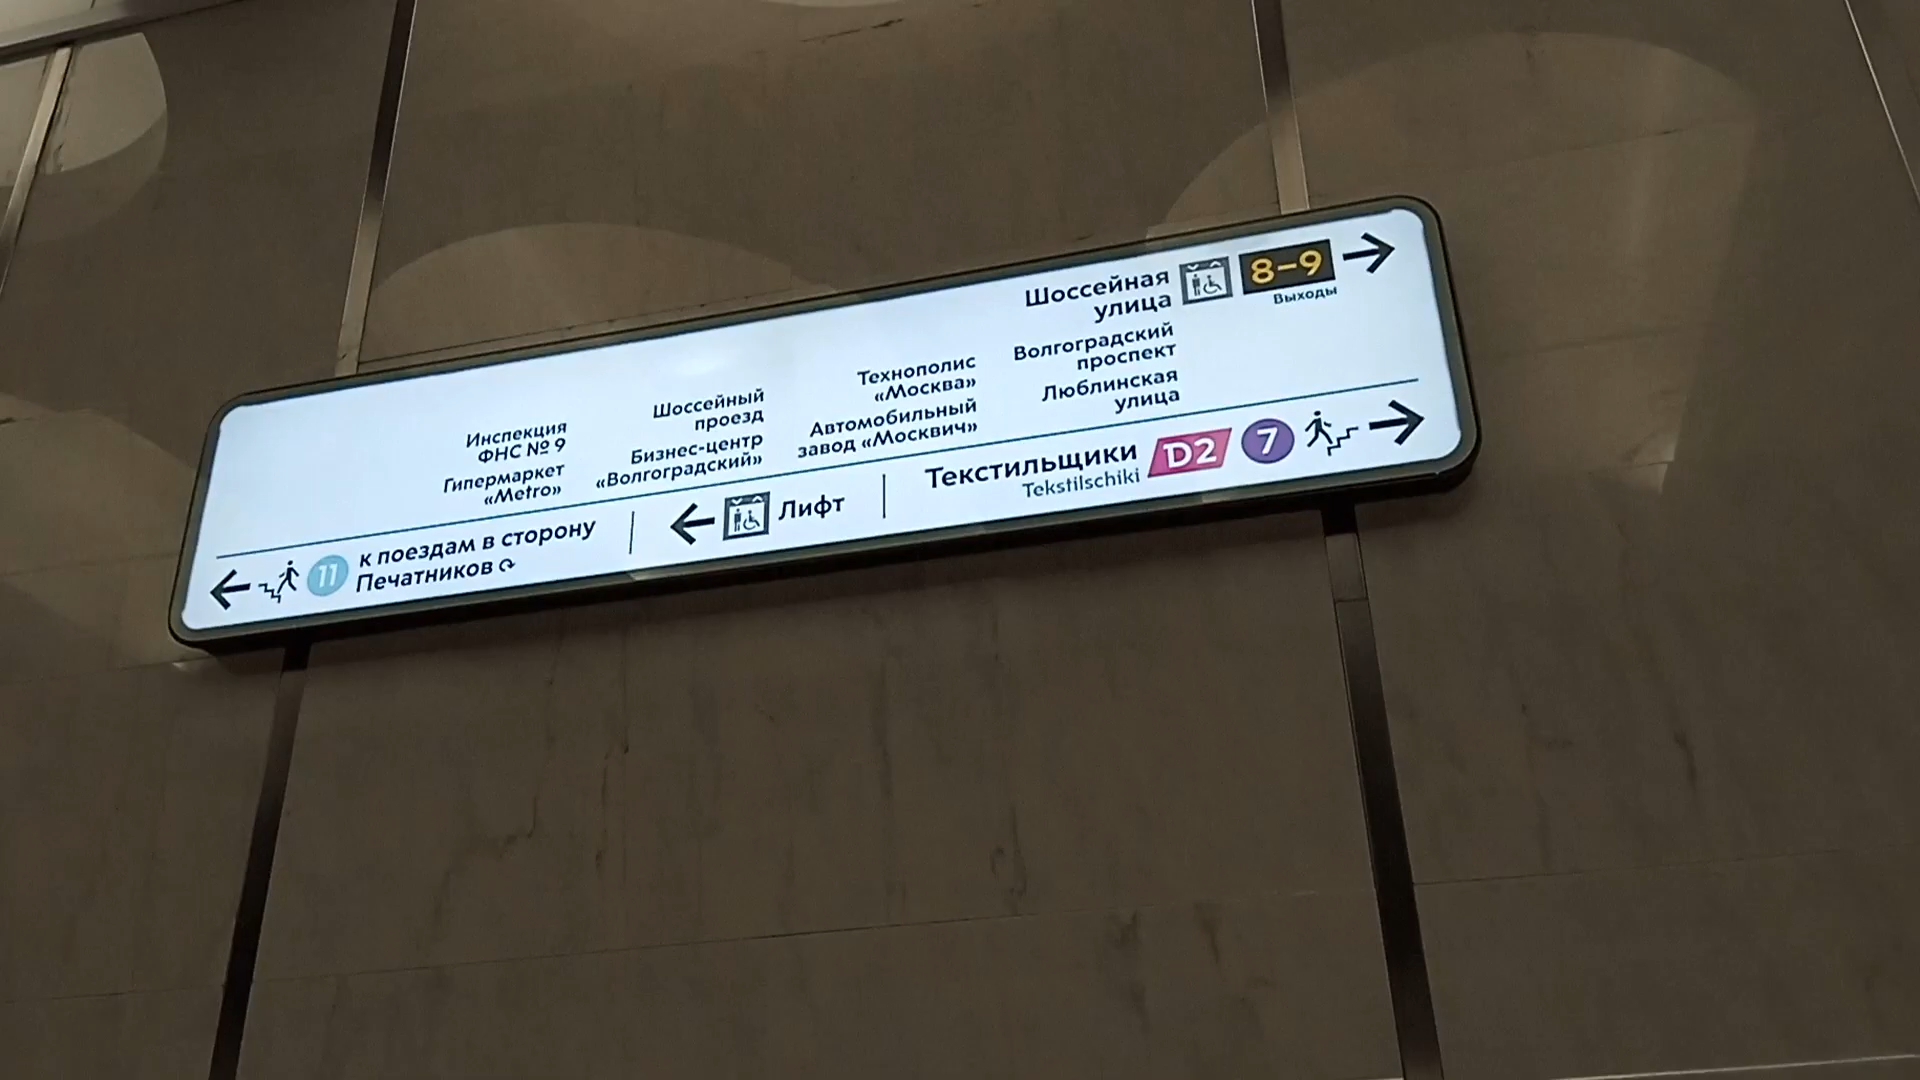 Инспекция
ФНС № 9
Гипермаркет
«Metro»
Шоссейный
проезд
Бизнес-центр
«Волгоградский»
Технополис
«Москва»
Автомобильный
завод «Москвич»
Шоссейная
улица
Волгоградский
проспект
Люблинская
улица
8–9
Выходы
11 к поездам в сторону
Печатников
Лифт
Текстильщики D2 7
Tekstilschiki